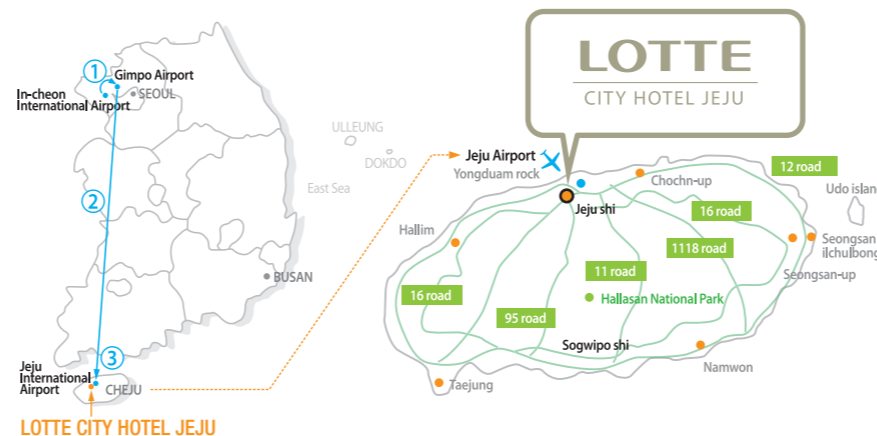 1
Gimpo Airport
In-cheon
International Airport
SEOUL
ULLEUNG
DOKDO
East Sea
2
BUSAN
3
Jeju
International
Airport
CHEJU
LOTTE CITY HOTEL JEJU
LOTTE
CITY HOTEL JEJU
Jeju Airport
Yongduam rock
12 road
Chochn-up
Udo islan
Jeju shi
16 road
Hallim
1118 road
Seongsan
ilchulbong
Seongsan-up
11 road
16 road
Hallasan National Park
95 road
Sogwipo shi
Namwon
Taejung